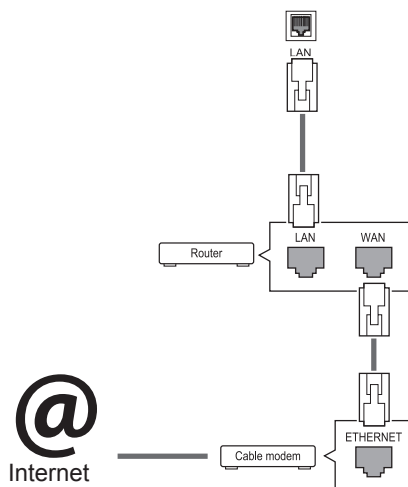 LAN
LAN WAN
Router
ETHERNET
@
Internet
Cable modem